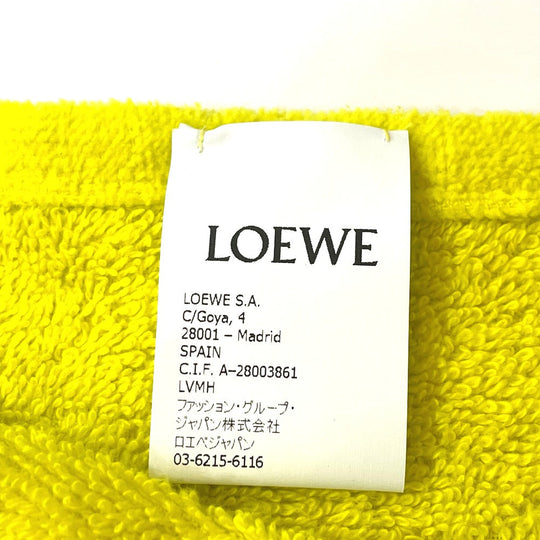 LOEWE
LOEWE S.A.
C/Goya, 4
28001 – Madrid
SPAIN
C.I.F. A–28003861
LVMH
ファッション・グループ・
ジャパン株式会社
ロエベジャパン
03-6215-6116